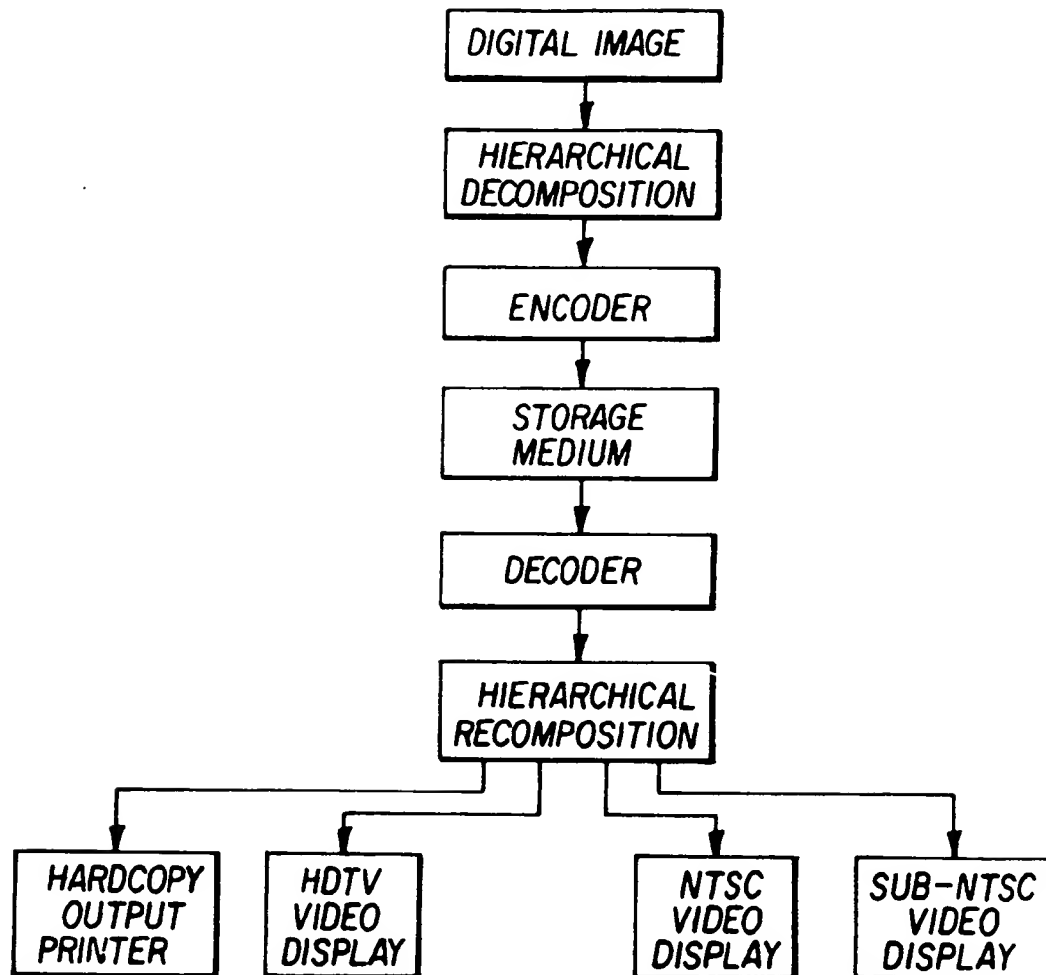 DIGITAL IMAGE
HIERARCHICAL
DECOMPOSITION
ENCODER
STORAGE
MEDIUM
DECODER
HIERARCHICAL
RECOMPOSITION
HARDCOPY
OUTPUT
PRINTER
HDTV
VIDEO
DISPLAY
NTSC
VIDEO
DISPLAY
SUB-NTSC
VIDEO
DISPLAY